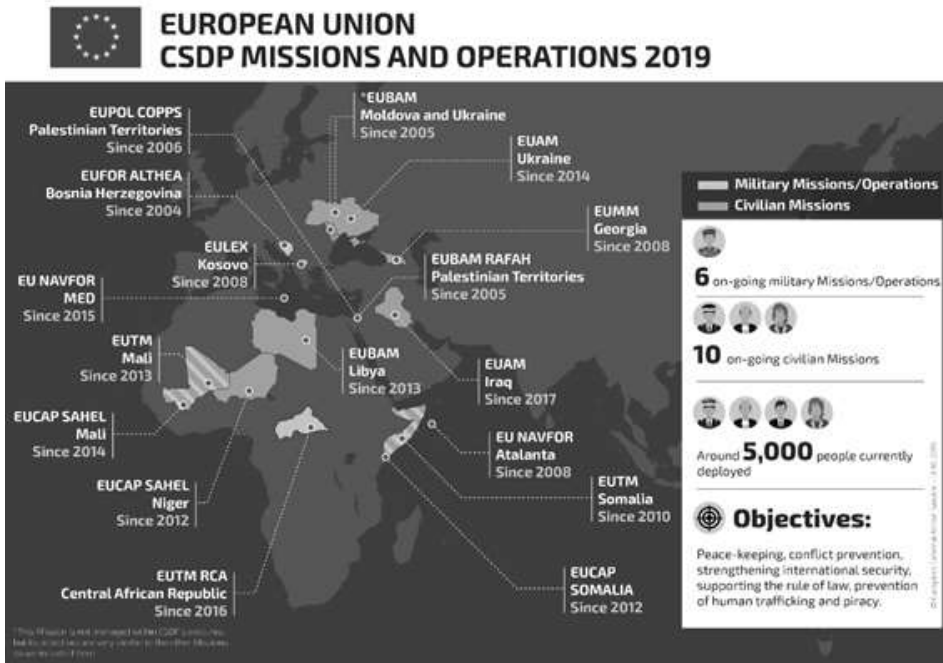 EUROPEAN UNION
CSDP MISSIONS AND OPERATIONS 2019
EUPOL COPPS
Palestinian Territories
Since 2006
*EUBAM
Moldova and Ukraine
Since 2005
EUAM
Ukraine
Since 2014
EUFOR ALTHEA
Bosnia Herzegovina
Since 2004
EUMM
Georgia
Since 2008
EULEX
Kosovo
Since 2008
EUBAM RAFAH
Palestinian Territories
Since 2005
EU NAVFOR
MED
Since 2015
EUTM
Mali
Since 2013
EUBAM
Libya
Since 2013
EUAM
Iraq
Since 2017
EUCAP SAHEL
Mali
Since 2014
EU NAVFOR
Atalanta
Since 2008
EUCAP SAHEL
Niger
Since 2012
EUTM
Somalia
Since 2010
EUTM RCA
Central African Republic
Since 2016
EUCAP
SOMALIA
Since 2012
Military Missions/Operations
Civilian Missions
6 on-going military Missions/Operations
10 on-going civilian Missions
Around 5,000 people currently
deployed
Objectives:
Peace-keeping, conflict prevention,
strengthening international security,
supporting the rule of law, prevention
of human trafficking and piracy.